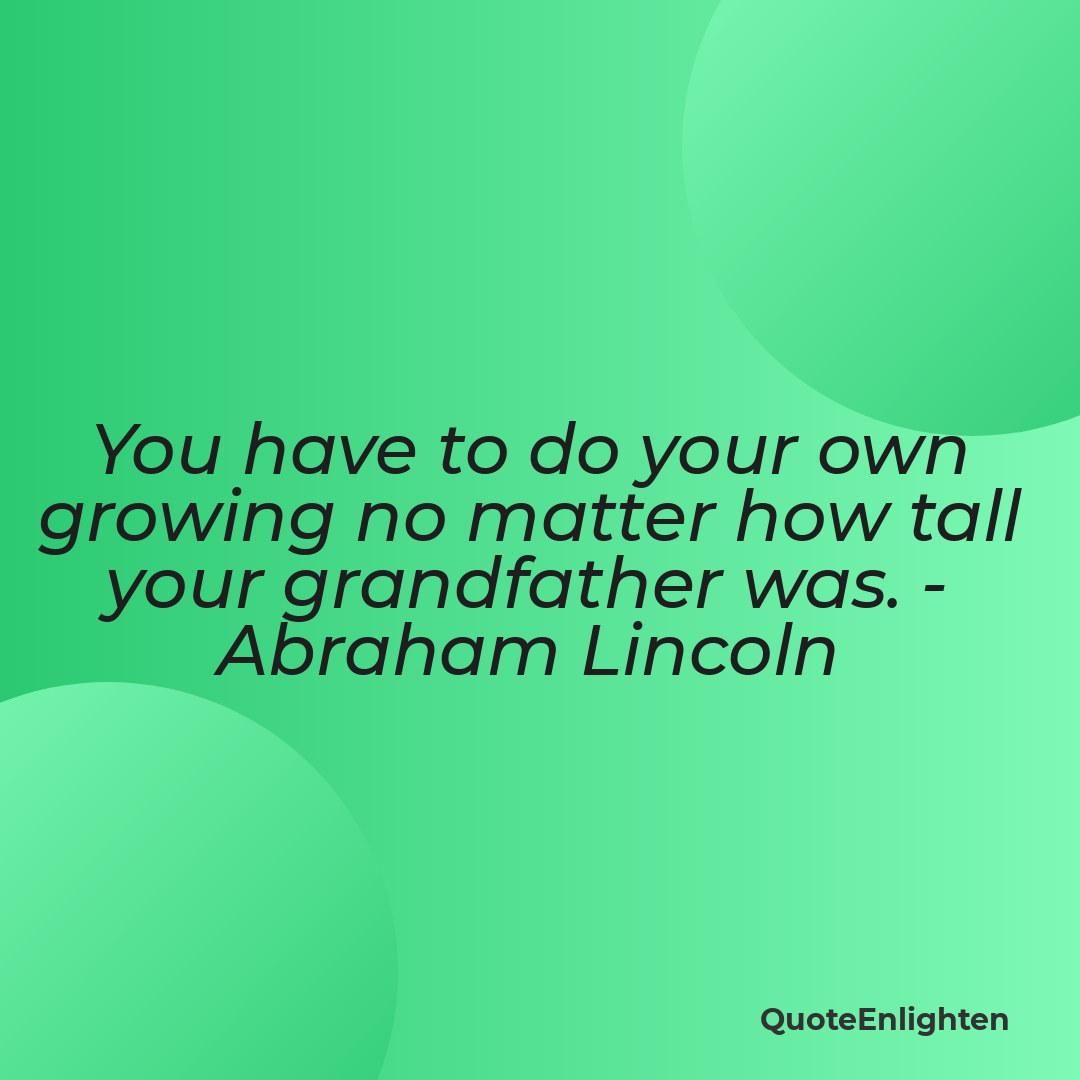 You have to do your own
growing no matter how tall
your grandfather was. -
Abraham Lincoln
QuoteEnlighten